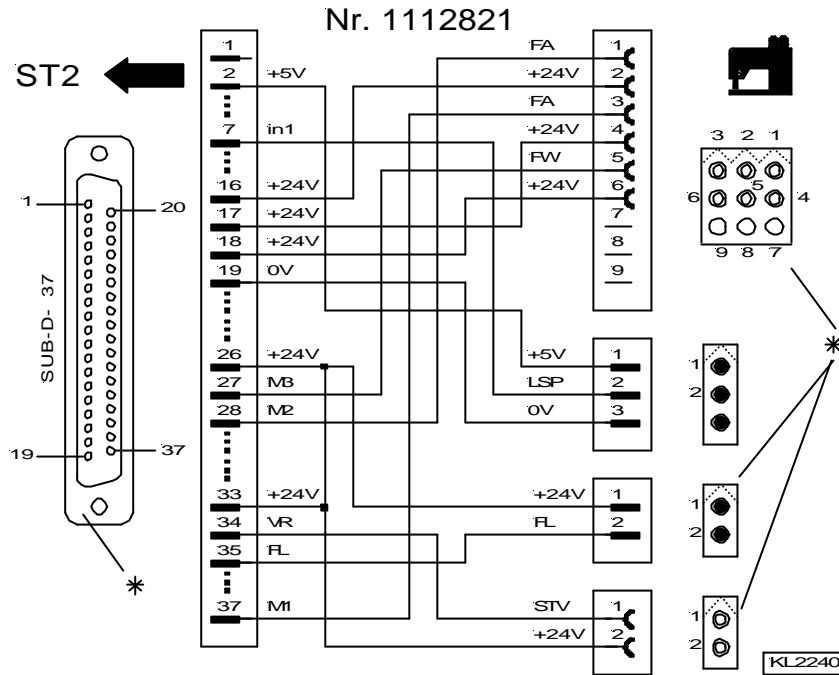 Nr. 1112821
ST2
SUB-D- 37
1
20
19
37
*
1
2 +5V
7 in1
16 +24V
17 +24V
18 +24V
19 0V
26 +24V
27 M3
28 M2
33 +24V
34 VR
35 FL
37 M1
FA 1
+24V 2
FA 3
+24V 4
FW 5
+24V 6
7
8
9
+5V 1
LSP 2
0V 3
+24V 1
FL 2
STV 1
+24V 2
3 2 1
6 5 4
9 8 7
*
1
2
1
2
1
2
KL2240